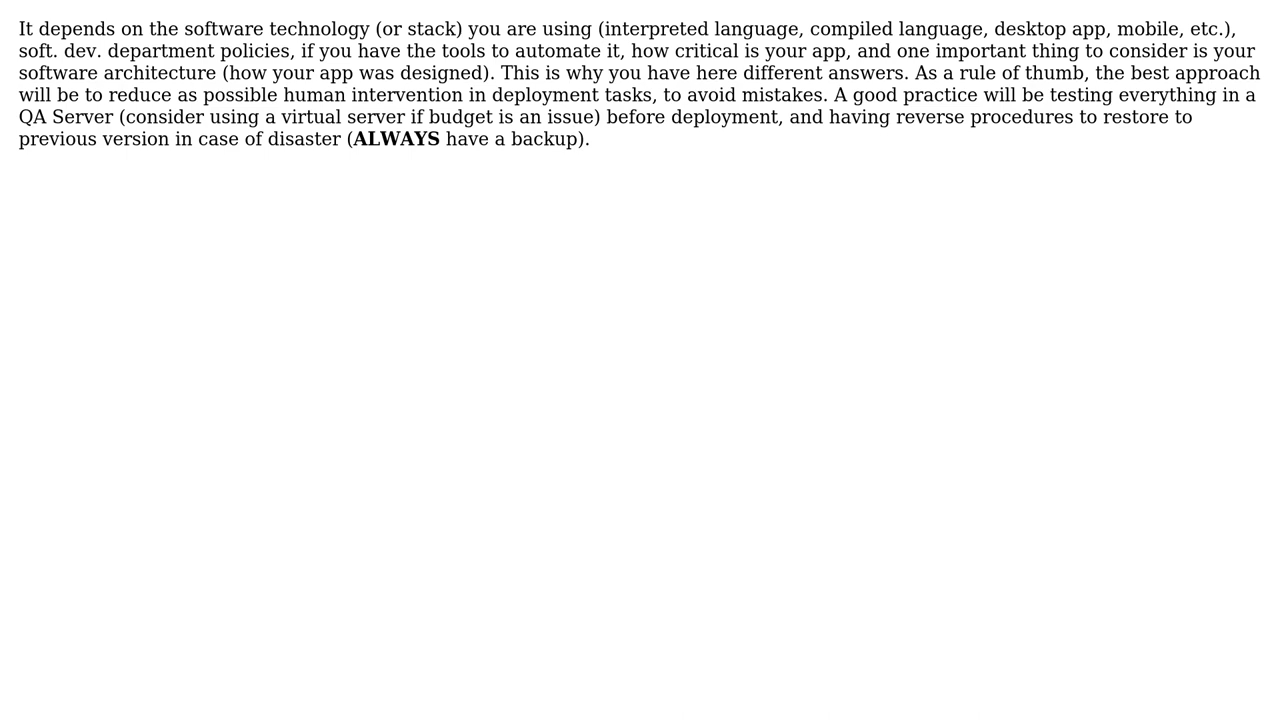 It depends on the software technology (or stack) you are using (interpreted language, compiled language, desktop app, mobile, etc.),
soft. dev. department policies, if you have the tools to automate it, how critical is your app, and one important thing to consider is your
software architecture (how your app was designed). This is why you have here different answers. As a rule of thumb, the best approach
will be to reduce as possible human intervention in deployment tasks, to avoid mistakes. A good practice will be testing everything in a
QA Server (consider using a virtual server if budget is an issue) before deployment, and having reverse procedures to restore to
previous version in case of disaster (ALWAYS have a backup).